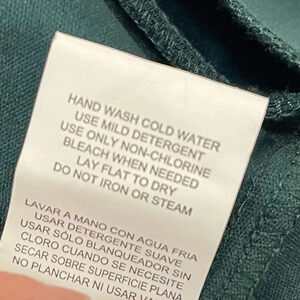 HAND WASH COLD WATER
USE MILD DETERGENT
USE ONLY NON-CHLORINE
BLEACH WHEN NEEDED
LAY FLAT TO DRY
DO NOT IRON OR STEAM
LAVAR A MANO CON AGUA FRIA
USAR DETERGENTE SUAVE
USAR SÓLO BLANQUEADOR SIN
CLORO CUANDO SE NECESITE
SECAR SOBRE SUPERFICIE PLANA
NO PLANCHAR NI USAR VAPOR